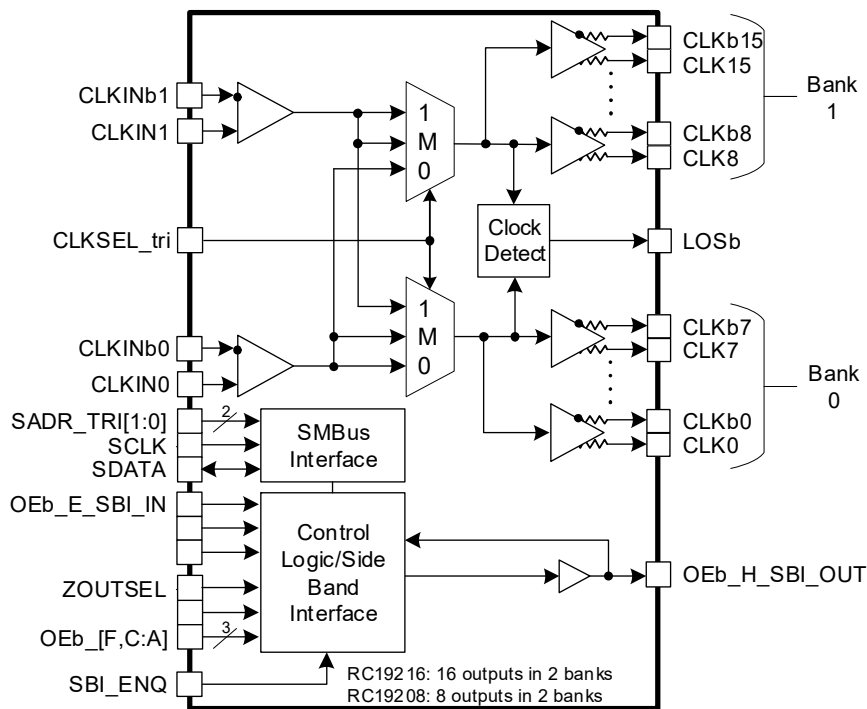 CLKb15
CLK15
Bank
1
CLKb8
CLK8
CLKINb1
CLKIN1
1
M
0
CLKSEL_tri
Clock
Detect
LOSb
1
M
0
CLKb7
CLK7
Bank
0
CLKb0
CLK0
CLKINb0
CLKIN0
SADR_TRI[1:0]
2
SCLK
SDATA
SMBus
Interface
OEb_E_SBI_IN
Control
Logic/Side
Band
Interface
ZOUTSEL
OEb_[F,C:A]
3
SBI_ENQ
OEb_H_SBI_OUT
RC19216: 16 outputs in 2 banks
RC19208: 8 outputs in 2 banks